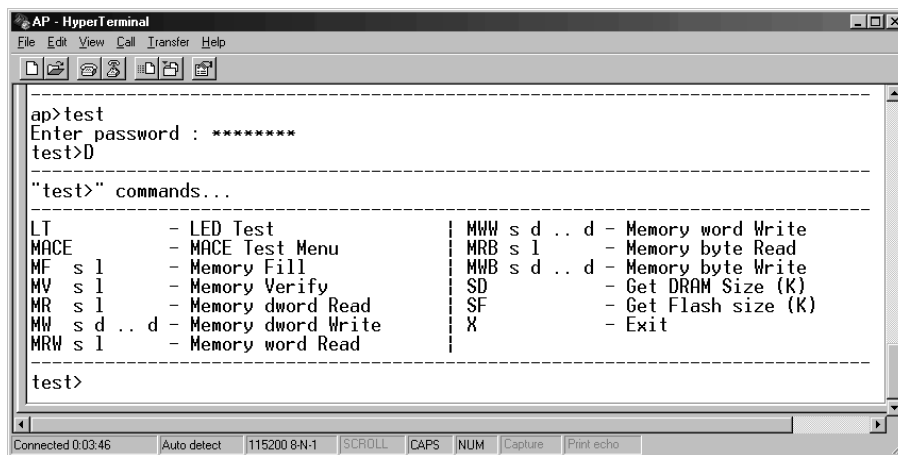 AP - HyperTerminal
File Edit View Call Transfer Help
--------------------------------------------------------------------------------
ap>test
Enter password : ********
test>D
--------------------------------------------------------------------------------
"test>" commands...
--------------------------------------------------------------------------------
LT - LED Test | MWW s d .. d - Memory word Write
MACE - MACE Test Menu | MRB s l - Memory byte Read
MF s l - Memory Fill | MWB s d .. d - Memory byte Write
MV s l - Memory Verify | SD - Get DRAM Size (K)
MR s l - Memory dword Read | SF - Get Flash size (K)
MW s d .. d - Memory dword Write | X - Exit
MRW s l - Memory word Read |
--------------------------------------------------------------------------------
test>
Connected 0:03:46 Auto detect 115200 8-N-1 SCROLL CAPS NUM Capture Print echo